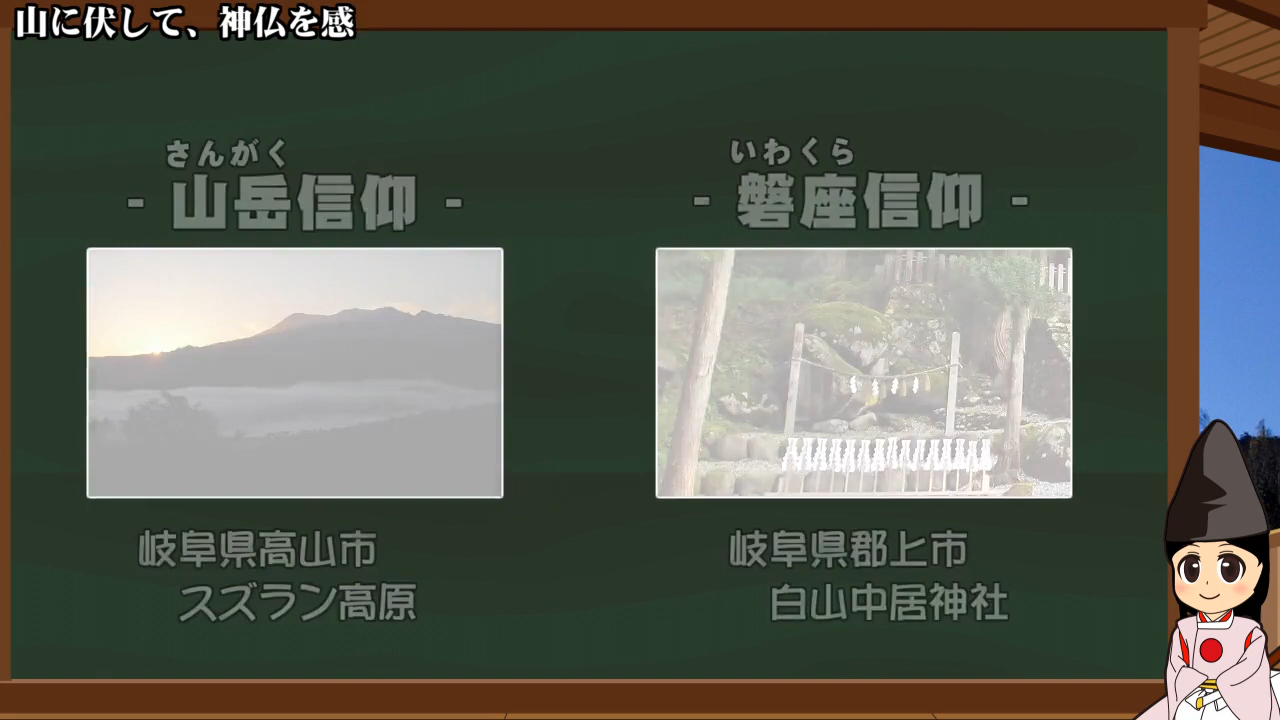 山に伏して、神仏を感
さんがく
- 山岳信仰 -
いわくら
- 磐座信仰 -
岐阜県高山市
スズラン高原
岐阜県郡上市
白山中居神社